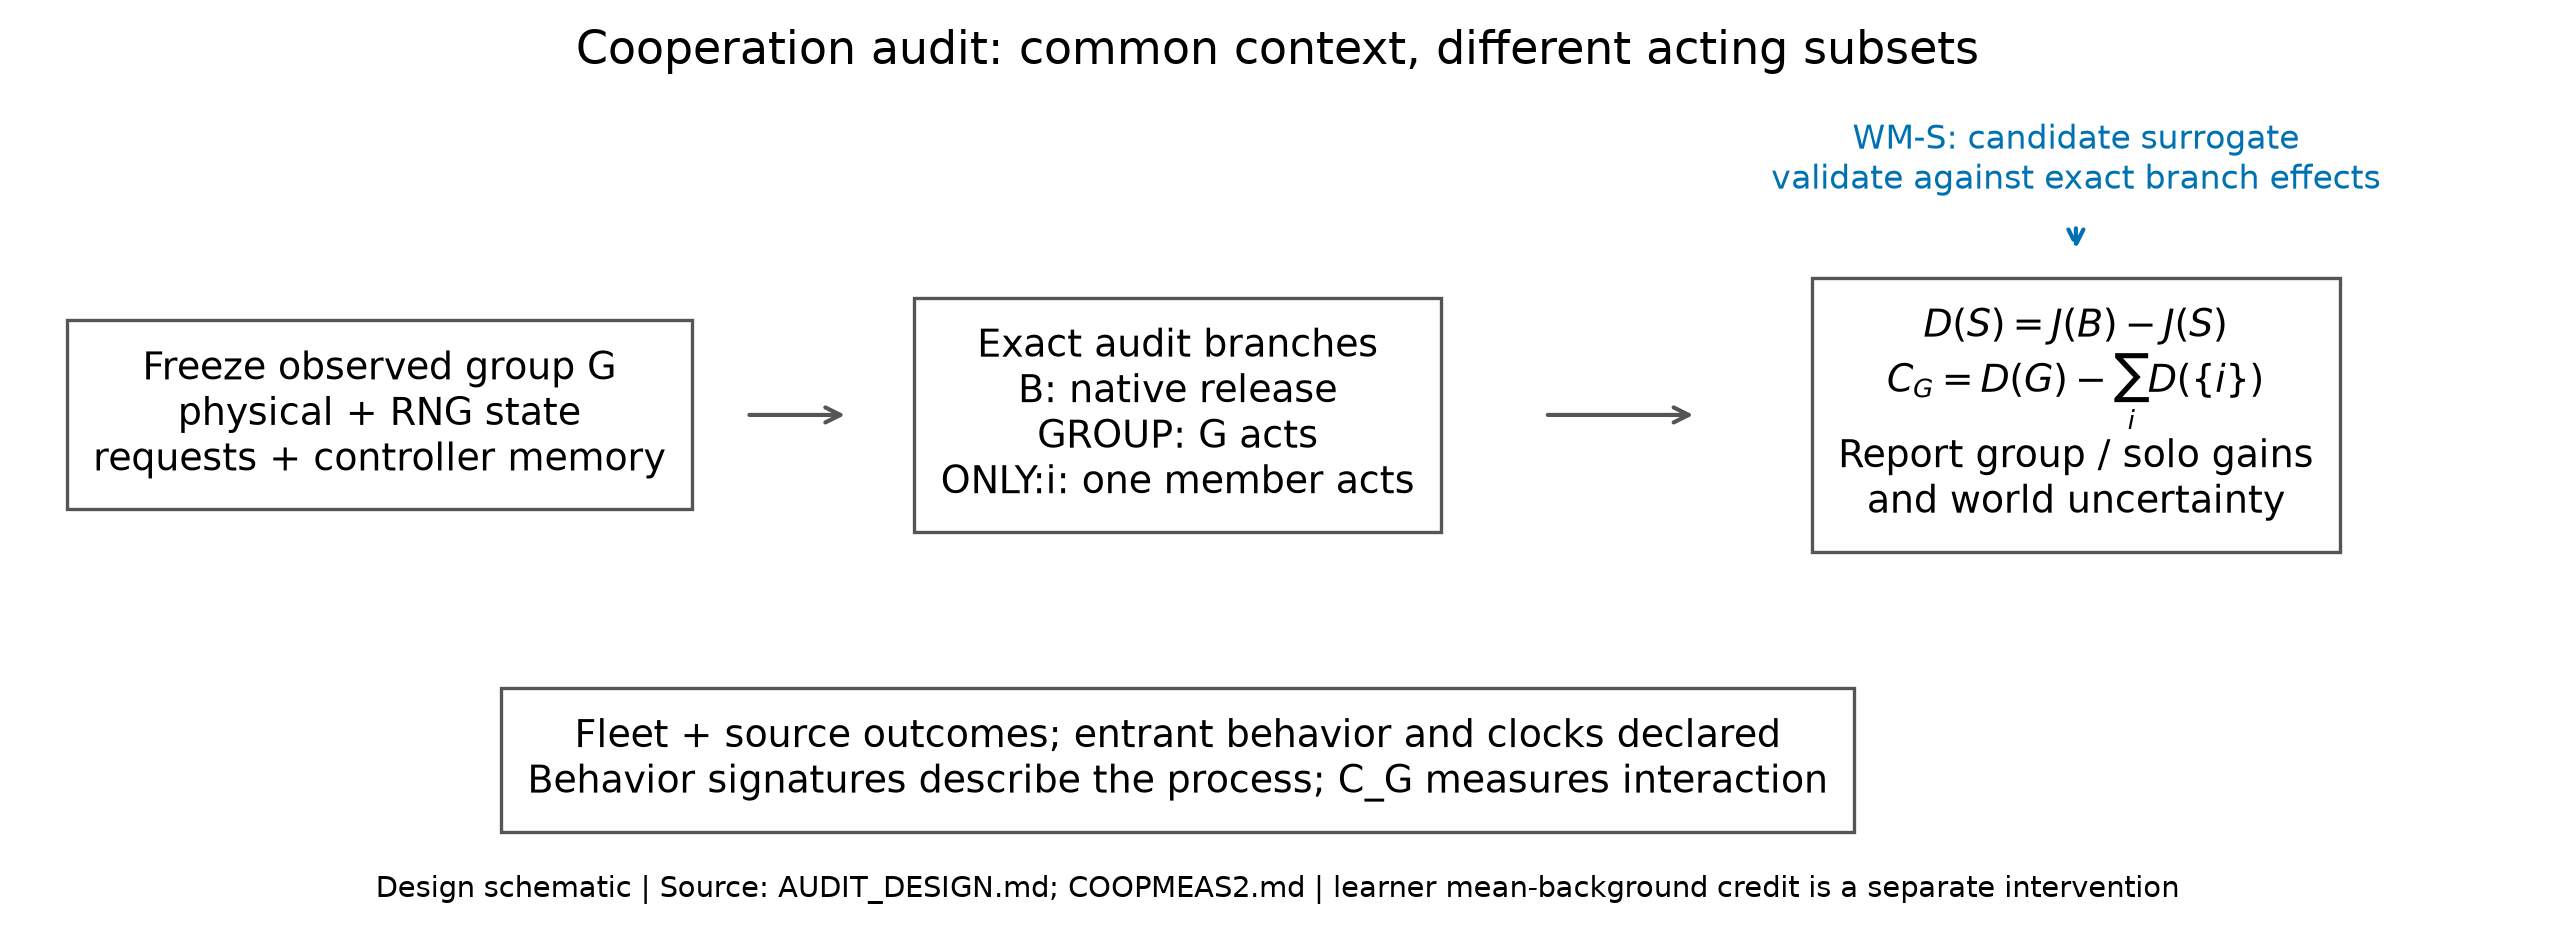 Cooperation audit: common context, different acting subsets
WM-S: candidate surrogate
validate against exact branch effects
Freeze observed group G
physical + RNG state
requests + controller memory
Exact audit branches
B: native release
GROUP: G acts
ONLY:i: one member acts
D(S) = J(B) − J(S)
C_G = D(G) − ∑_i D({i})
Report group / solo gains
and world uncertainty
Fleet + source outcomes; entrant behavior and clocks declared
Behavior signatures describe the process; C_G measures interaction
Design schematic | Source: AUDIT_DESIGN.md; COOPMEAS2.md | learner mean-background credit is a separate intervention